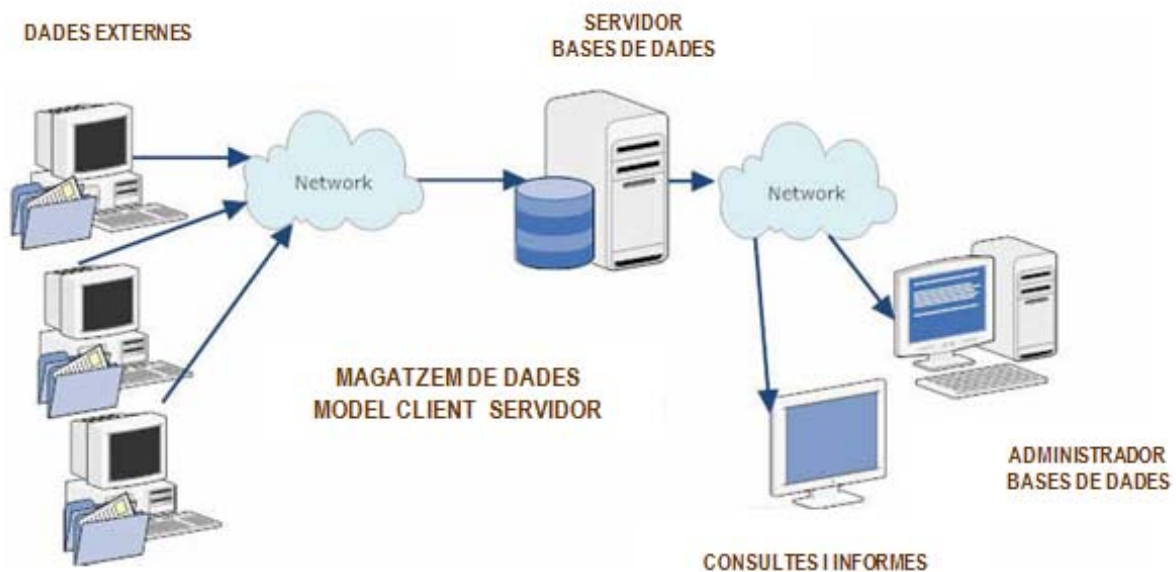 DADES EXTERNES
SERVIDOR
BASES DE DADES
Network
Network
MAGATZEM DE DADES
MODEL CLIENT SERVIDOR
ADMINISTRADOR
BASES DE DADES
CONSULTES I INFORMES